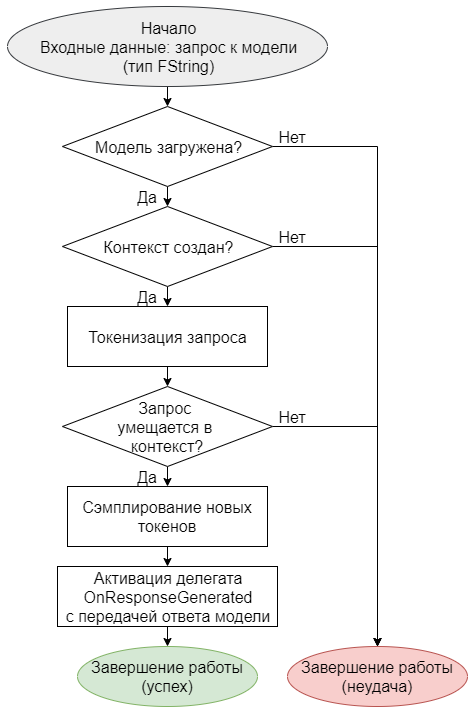 Начало
Входные данные: запрос к модели
(тип FString)
Модель загружена?
Нет
Да
Контекст создан?
Нет
Да
Токенизация запроса
Запрос
умещается в
контекст?
Нет
Да
Сэмплирование новых
токенов
Активация делегата
OnResponseGenerated
с передачей ответа модели
Завершение работы
(успех)
Завершение работы
(неудача)